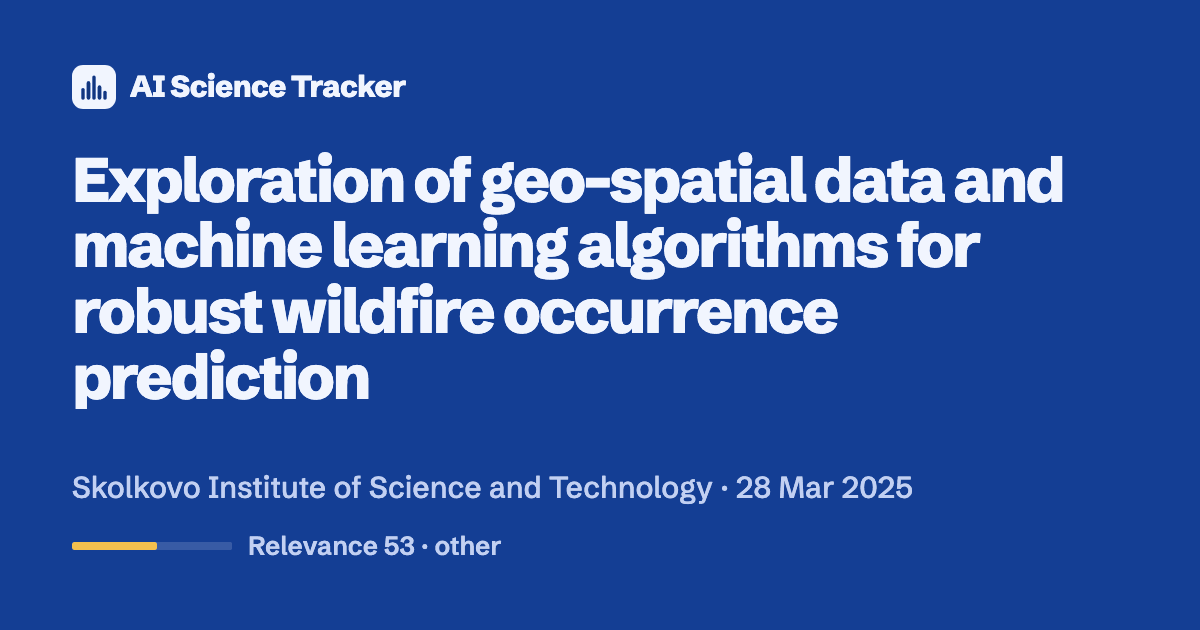 AI Science Tracker
Exploration of geo-spatial data and
machine learning algorithms for
robust wildfire occurrence
prediction
Skolkovo Institute of Science and Technology · 28 Mar 2025
Relevance 53 · other